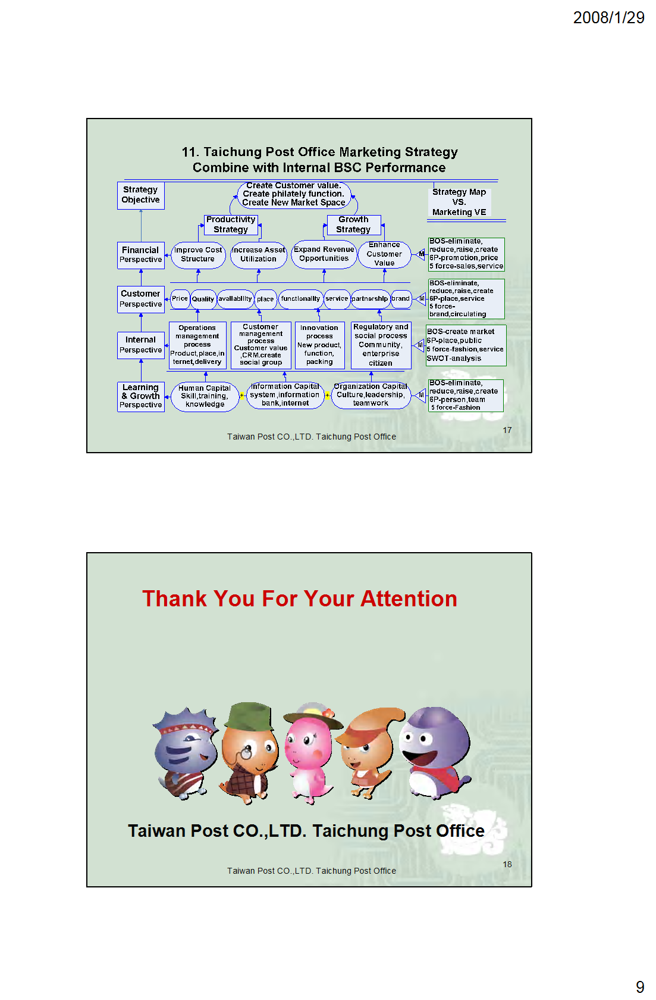 2008/1/29
11. Taichung Post Office Marketing Strategy
Combine with Internal BSC Performance
Strategy
Objective
Create Customer value.
Create philately function.
Create New Market Space
Strategy Map
VS.
Marketing VE
Productivity
Strategy
Growth
Strategy
Financial
Perspective
Improve Cost
Structure
Increase Asset
Utilization
Expand Revenue
Opportunities
Enhance
Customer
Value
M
BOS-eliminate,
reduce,raise,create
6P-promotion,price
5 force-sales,service
Customer
Perspective
Price
Quality
availability
place
functionality
service
partnership
brand
M
BOS-eliminate,
reduce,raise,create
6P-place,service
5 force-
brand,circulating
Internal
Perspective
Operations
management
process
Product,place,in
ternet,delivery
Customer
management
process
Customer value
,CRM.create
social group
Innovation
process
New product,
function,
packing
Regulatory and
social process
Community,
enterprise
citizen
M
BOS-create market
6P-place,public
5 force-fashion,service
SWOT-analysis
Learning
& Growth
Perspective
Human Capital
Skill,training,
knowledge
+
Information Capital
system,information
bank,internet
+
Organization Capital
Culture,leadership,
teamwork
M
BOS-eliminate,
reduce,raise,create
6P-person,team
5 force-Fashion
Taiwan Post CO.,LTD. Taichung Post Office
17
Thank You For Your Attention
Taiwan Post CO.,LTD. Taichung Post Office
Taiwan Post CO.,LTD. Taichung Post Office
18
9